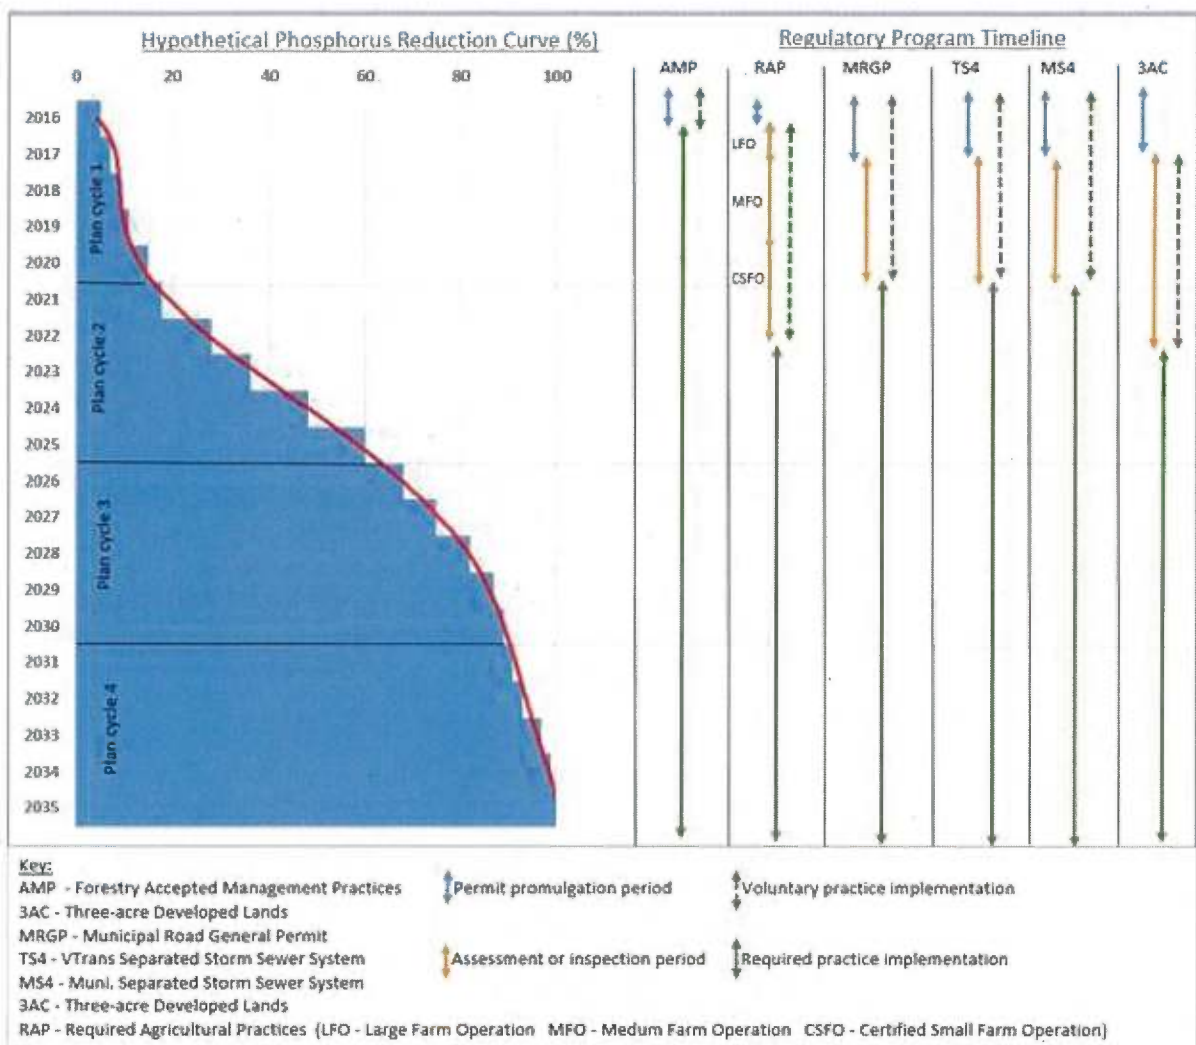 Hypothetical Phosphorus Reduction Curve (%)
0 20 40 60 80 100
2016
2017
2018
2019
2020
2021
2022
2023
2024
2025
2026
2027
2028
2029
2030
2031
2032
2033
2034
2035
Plan cycle 1
Plan cycle 2
Plan cycle 3
Plan cycle 4
Regulatory Program Timeline
AMP RAP MRGP TS4 MS4 3AC
LFO
MFO
CSFO
Key:
AMP - Forestry Accepted Management Practices
3AC - Three-acre Developed Lands
MRGP - Municipal Road General Permit
TS4 - VTrans Separated Storm Sewer System
MS4 - Muni. Separated Storm Sewer System
3AC - Three-acre Developed Lands
RAP - Required Agricultural Practices (LFO - Large Farm Operation MFO - Medum Farm Operation CSFO - Certified Small Farm Operation)
Permit promulgation period
Voluntary practice implementation
Assessment or inspection period
Required practice implementation